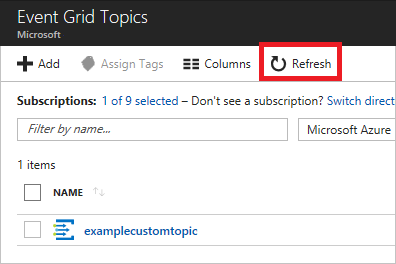 Event Grid Topics
Microsoft
Add Assign Tags Columns Refresh
Subscriptions: 1 of 9 selected – Don't see a subscription? Switch direct
Filter by name... Microsoft Azure
1 items
NAME
examplecustomtopic